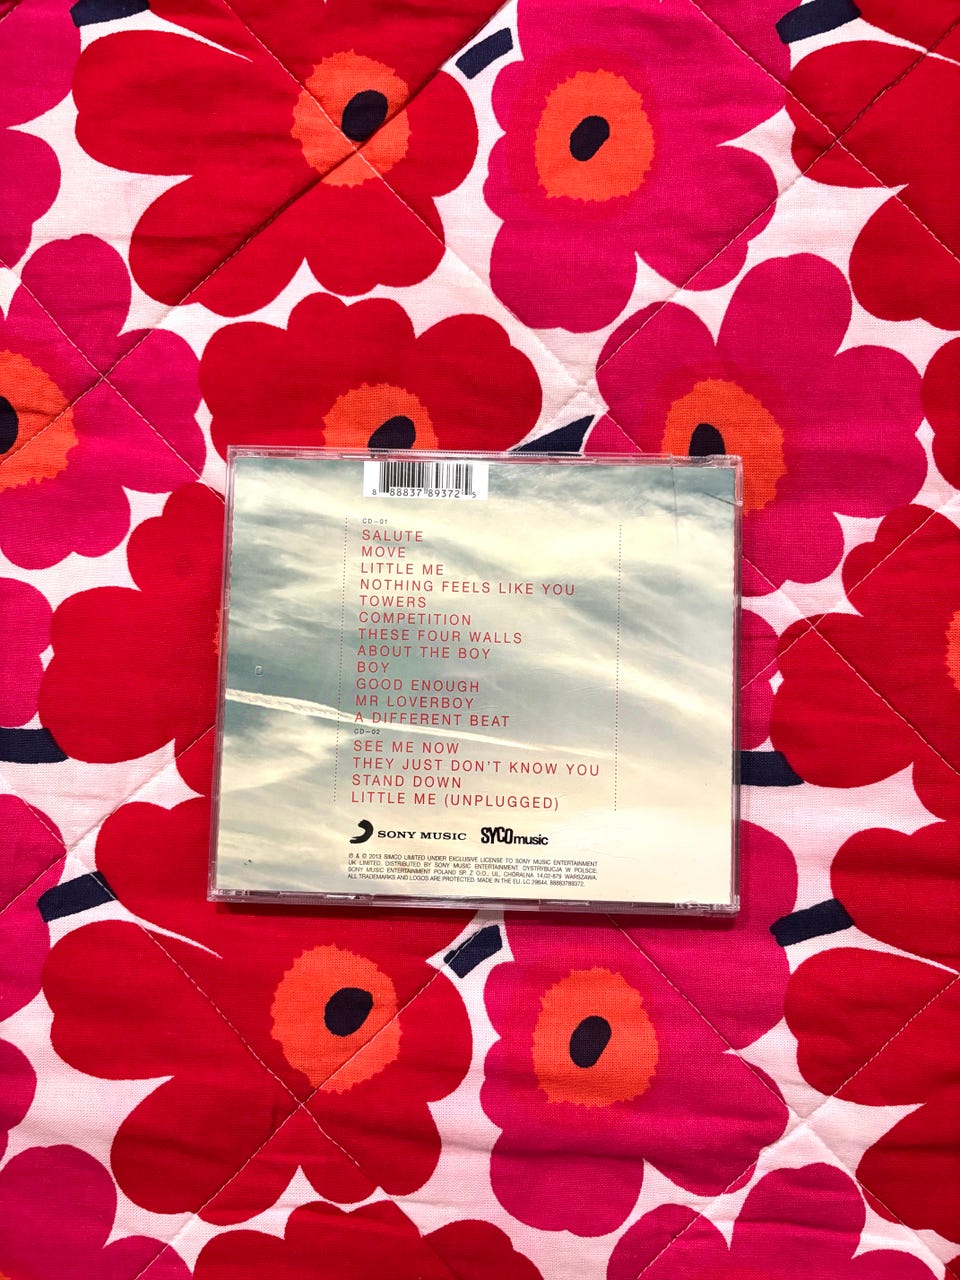 8 88837 89372 5
CD-01
SALUTE
MOVE
LITTLE ME
NOTHING FEELS LIKE YOU
TOWERS
COMPETITION
THESE FOUR WALLS
ABOUT THE BOY
BOY
GOOD ENOUGH
MR LOVERBOY
A DIFFERENT BEAT
CD-02
SEE ME NOW
THEY JUST DON'T KNOW YOU
STAND DOWN
LITTLE ME (UNPLUGGED)
SONY MUSIC SYCOmusic
℗ & © 2013 SIMCO LIMITED UNDER EXCLUSIVE LICENSE TO SONY MUSIC ENTERTAINMENT
UK LIMITED. DISTRIBUTED BY SONY MUSIC ENTERTAINMENT. DYSTRYBUCJA W POLSCE:
SONY MUSIC ENTERTAINMENT POLAND SP. Z O.O., UL. CHÓRALNA 14,02-879 WARSZAWA.
ALL TRADEMARKS AND LOGOS ARE PROTECTED. MADE IN THE EU. LC 29644. 88883789372.